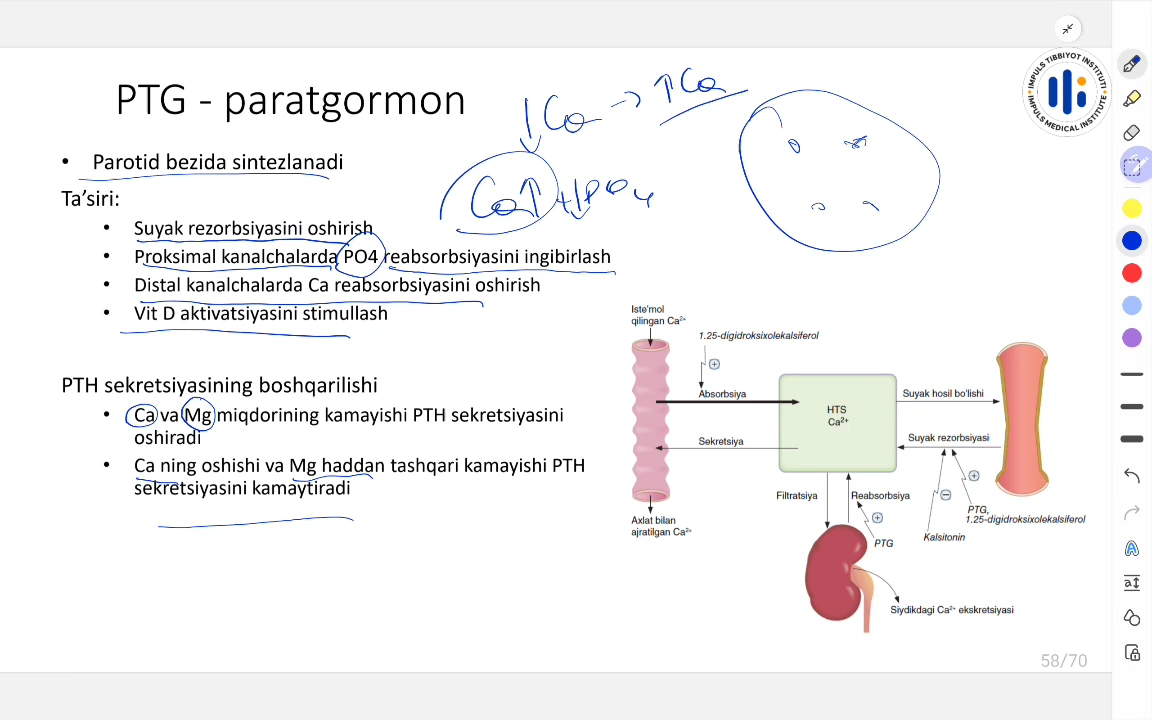 PTG - paratgormon
IMPULS TIBBIYOT INSTITUTI
IMPULS MEDICAL INSTITUTE
↓Ca → ↑Ca
Ca↑ + ↓PO4
• Parotid bezida sintezlanadi
Ta’siri:
• Suyak rezorbsiyasini oshirish
• Proksimal kanalchalarda PO4 reabsorbsiyasini ingibirlash
• Distal kanalchalarda Ca reabsorbsiyasini oshirish
• Vit D aktivatsiyasini stimullash
PTH sekretsiyasining boshqarilishi
• Ca va Mg miqdorining kamayishi PTH sekretsiyasini
oshiradi
• Ca ning oshishi va Mg haddan tashqari kamayishi PTH
sekretsiyasini kamaytiradi
Iste'mol
qilingan Ca²⁺
1.25-digidroksixolekalsiferol
+
Absorbsiya
HTS
Ca²⁺
Suyak hosil bo'lishi
Sekretsiya
Suyak rezorbsiyasi
+
−
Filtratsiya
Reabsorbsiya
+
PTG,
1.25-digidroksixolekalsiferol
Kalsitonin
PTG
Axlat bilan
ajratilgan Ca²⁺
Siydikdagi Ca²⁺ ekskretsiyasi
58/70